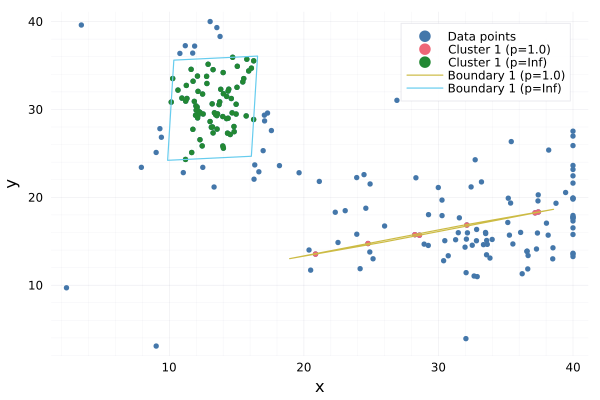 40
30
20
10
y
10
20
30
40
x
Data points
Cluster 1 (p=1.0)
Cluster 1 (p=Inf)
Boundary 1 (p=1.0)
Boundary 1 (p=Inf)